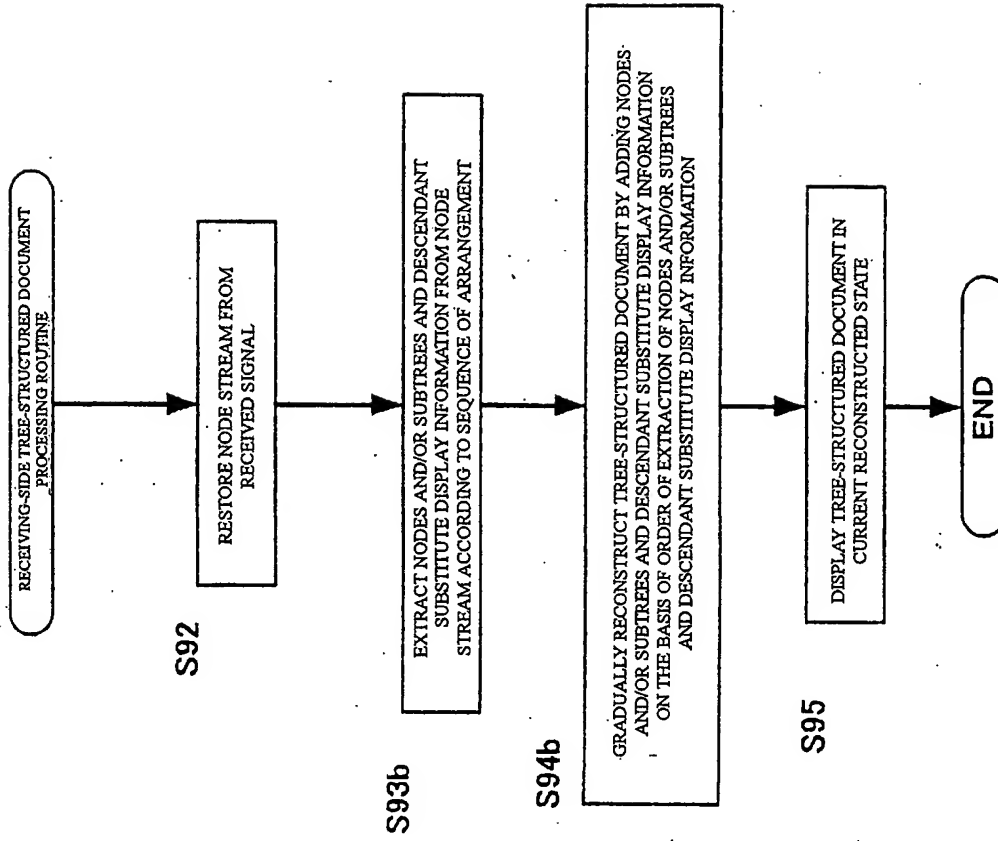 RECEIVING-SIDE TREE-STRUCTURED DOCUMENT
PROCESSING ROUTINE
S92
RESTORE NODE STREAM FROM
RECEIVED SIGNAL
S93b
EXTRACT NODES AND/OR SUBTREES AND DESCENDANT
SUBSTITUTE DISPLAY INFORMATION FROM NODE
STREAM ACCORDING TO SEQUENCE OF ARRANGEMENT
S94b
GRADUALLY RECONSTRUCT TREE-STRUCTURED DOCUMENT BY ADDING NODES
AND/OR SUBTREES AND DESCENDANT SUBSTITUTE DISPLAY INFORMATION
ON THE BASIS OF ORDER OF EXTRACTION OF NODES AND/OR SUBTREES
AND DESCENDANT SUBSTITUTE DISPLAY INFORMATION
S95
DISPLAY TREE-STRUCTURED DOCUMENT IN
CURRENT RECONSTRUCTED STATE
END